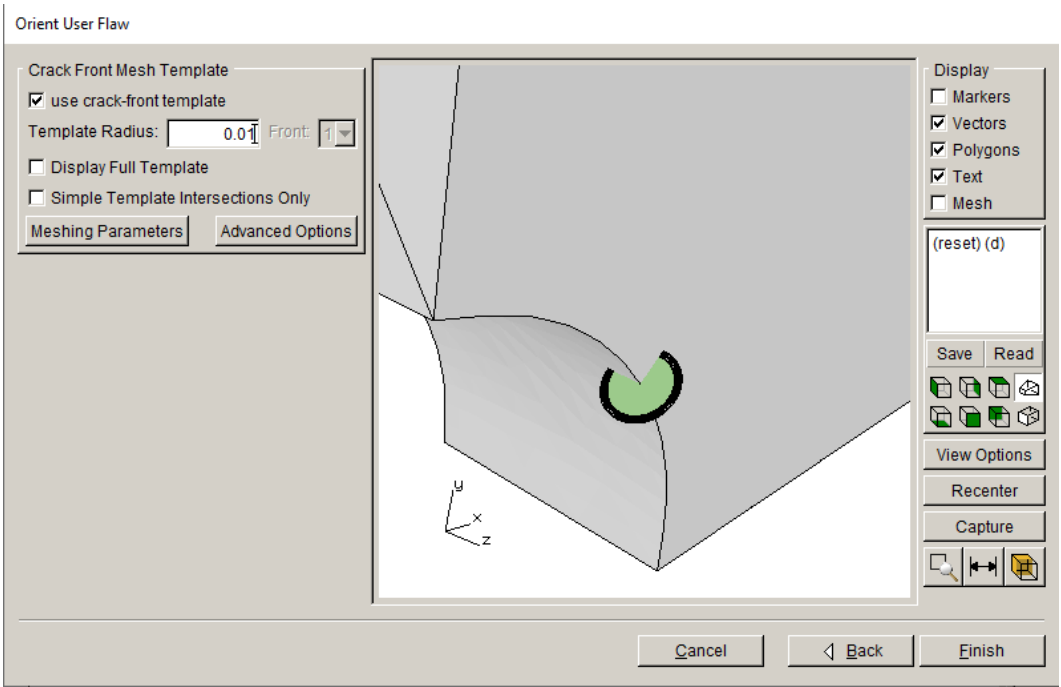 Orient User Flaw
Crack Front Mesh Template
use crack-front template
Template Radius: 0.01 Front: 1
Display Full Template
Simple Template Intersections Only
Meshing Parameters Advanced Options
y
x
z
Display
Markers
Vectors
Polygons
Text
Mesh
(reset) (d)
Save Read
View Options
Recenter
Capture
Cancel Back Finish